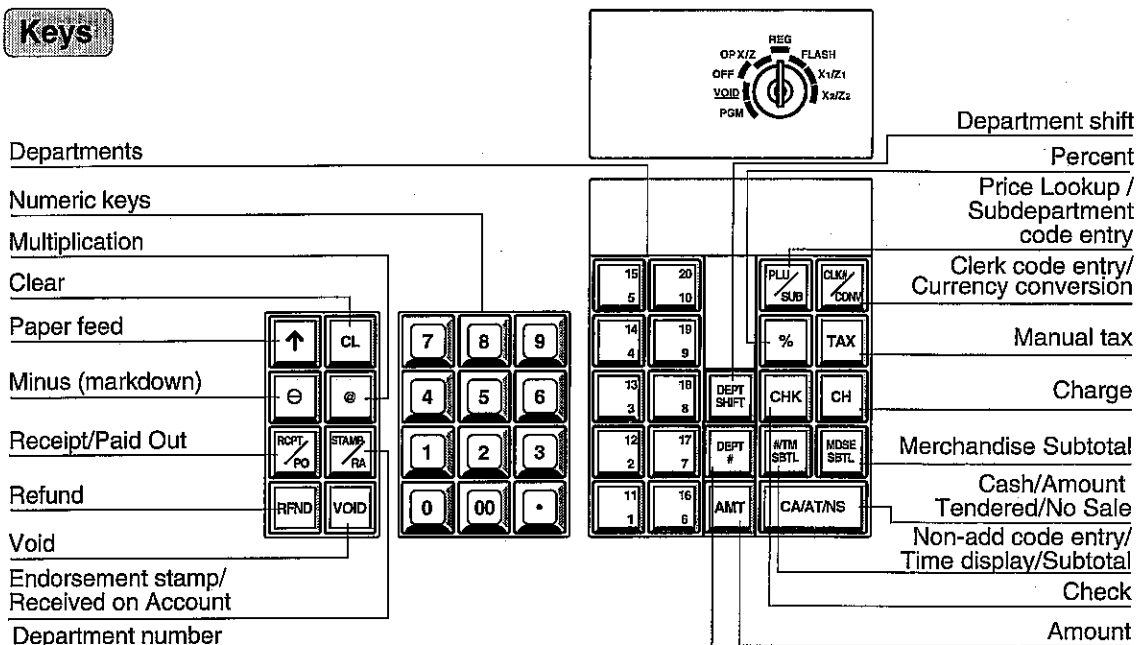 Keys
REG
OPX/Z FLASH
OFF X1/Z1
VOID X2/Z2
PGM
Departments
Numeric keys
Multiplication
Clear
Paper feed
Minus (markdown)
Receipt/Paid Out
Refund
Void
Endorsement stamp/
Received on Account
Department number
↑ CL
⊖ @
RCPT/PO STAMP/RA
RFND VOID
7 8 9
4 5 6
1 2 3
0 00 •
15 5 20 10
14 4 19 9
13 3 18 8
12 2 17 7
11 1 16 6
DEPT SHIFT
DEPT #
AMT
PLU/SUB CLK#/CONV
% TAX
CHK CH
#/TM SBTL MDSE SBTL
CA/AT/NS
Department shift
Percent
Price Lookup /
Subdepartment
code entry
Clerk code entry/
Currency conversion
Manual tax
Charge
Merchandise Subtotal
Cash/Amount
Tendered/No Sale
Non-add code entry/
Time display/Subtotal
Check
Amount